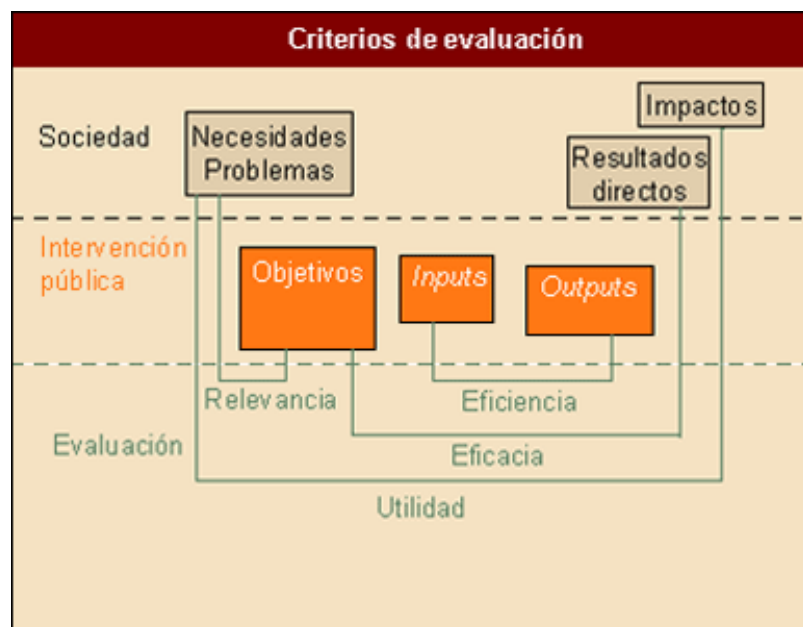 Criterios de evaluación
Impactos
Sociedad
Necesidades
Problemas
Resultados
directos
Intervención
pública
Objetivos
Inputs
Outputs
Relevancia
Eficiencia
Evaluación
Eficacia
Utilidad